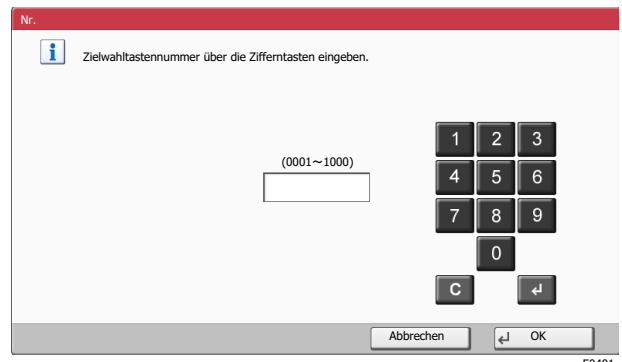 Nr.
Zielwahltastennummer über die Zifferntasten eingeben.
(0001~1000)
1 2 3
4 5 6
7 8 9
0
C ↵
Abbrechen ↵ OK